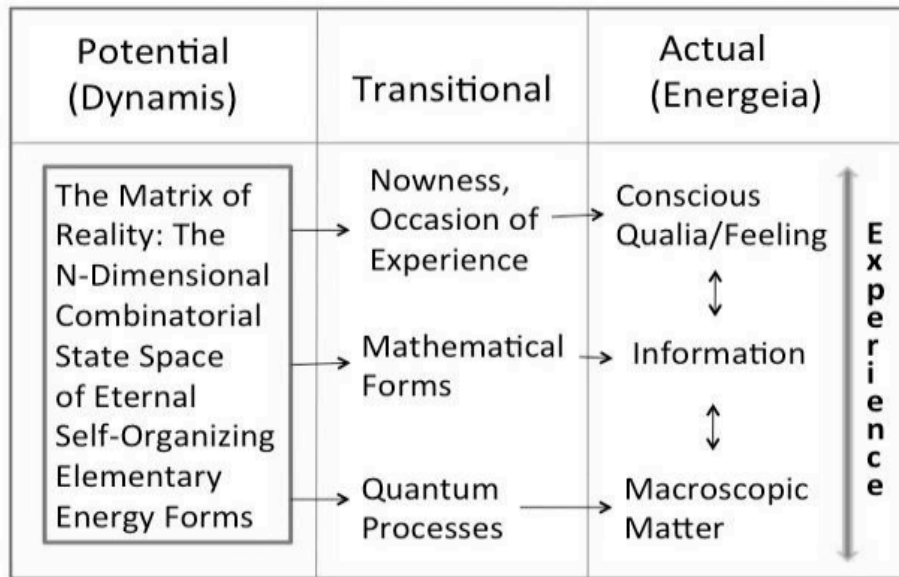 Potential
(Dynamis)
Transitional
Actual
(Energeia)
The Matrix of
Reality: The
N-Dimensional
Combinatorial
State Space
of Eternal
Self-Organizing
Elementary
Energy Forms
Nowness,
Occasion of
Experience
Mathematical
Forms
Quantum
Processes
Conscious
Qualia/Feeling
Information
Macroscopic
Matter
Experience